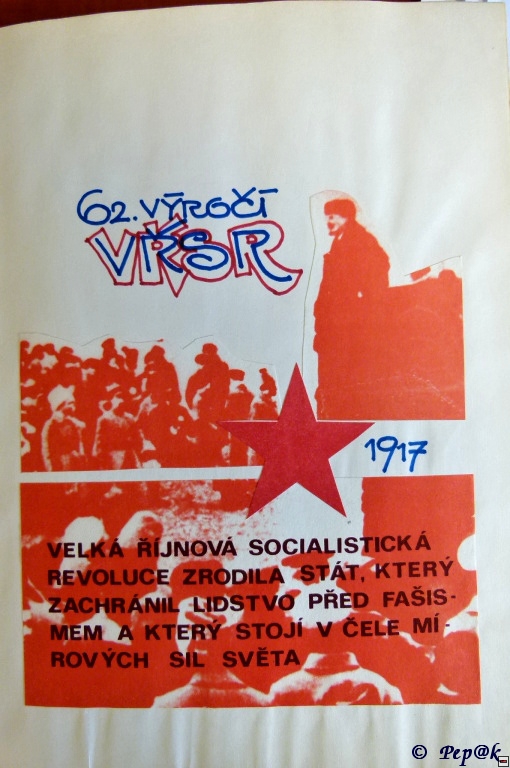 62. VÝROČÍ
VŘSR
1917
VELKÁ ŘÍJNOVÁ SOCIALISTICKÁ
REVOLUCE ZRODILA STÁT, KTERÝ
ZACHRÁNIL LIDSTVO PŘED FAŠIS-
MEM A KTERÝ STOJÍ V ČELE MÍ-
ROVÝCH SIL SVĚTA
© Pep@k